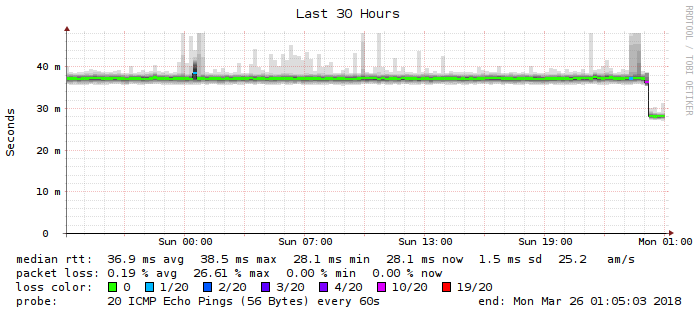 Last 30 Hours
RRDTOOL / TOBI OETIKER
Seconds
40 m
30 m
20 m
10 m
0
Sun 00:00 Sun 07:00 Sun 13:00 Sun 19:00 Mon 01:00
median rtt: 36.9 ms avg 38.5 ms max 28.1 ms min 28.1 ms now 1.5 ms sd 25.2 am/s
packet loss: 0.19 % avg 26.61 % max 0.00 % min 0.00 % now
loss color: 0 1/20 2/20 3/20 4/20 10/20 19/20
probe: 20 ICMP Echo Pings (56 Bytes) every 60s end: Mon Mar 26 01:05:03 2018